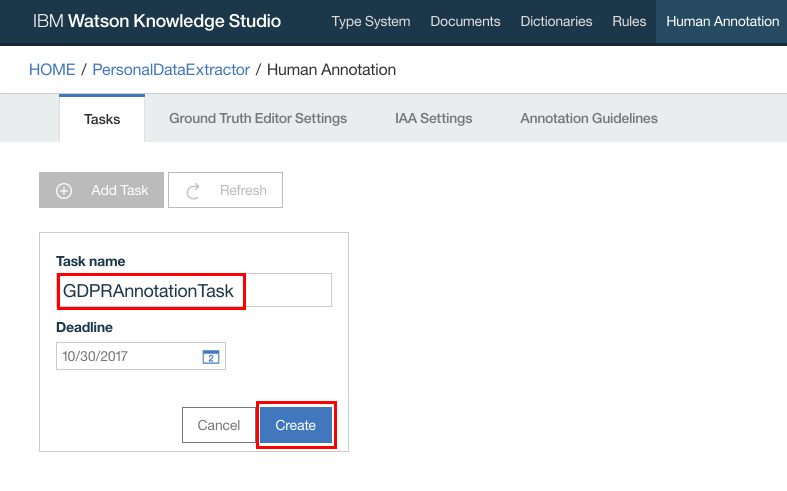 IBM Watson Knowledge Studio Type System Documents Dictionaries Rules Human Annotation
HOME / PersonalDataExtractor / Human Annotation
Tasks Ground Truth Editor Settings IAA Settings Annotation Guidelines
Add Task Refresh
Task name
GDPRAnnotationTask
Deadline
10/30/2017 2
Cancel Create